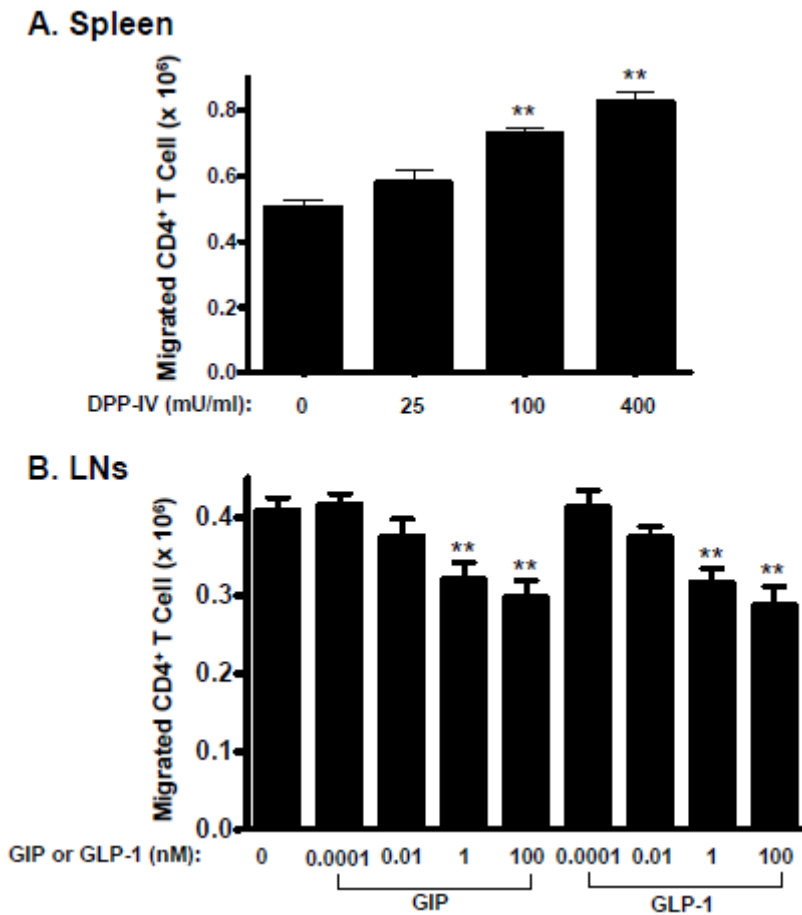 A. Spleen
Migrated CD4⁺ T Cell (x 10⁶)
0.8
0.6
0.4
0.2
0.0
**
**
DPP-IV (mU/ml): 0 25 100 400
B. LNs
Migrated CD4⁺ T Cell (x 10⁶)
0.4
0.3
0.2
0.1
0.0
** ** ** **
GIP or GLP-1 (nM): 0 0.0001 0.01 1 100 0.0001 0.01 1 100
GIP GLP-1